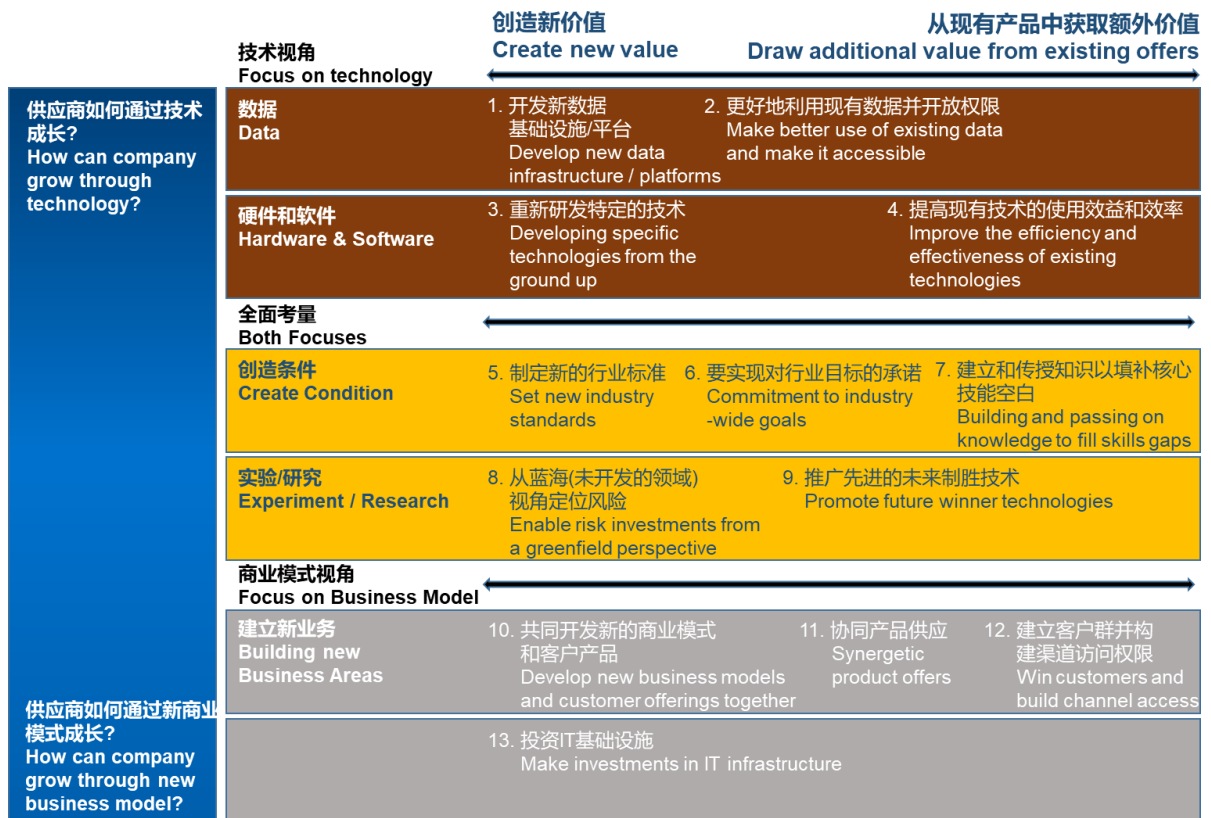 创造新价值
Create new value
从现有产品中获取额外价值
Draw additional value from existing offers
技术视角
Focus on technology
供应商如何通过技术
成长?
How can company
grow through
technology?
数据
Data
1. 开发新数据
基础设施/平台
Develop new data
infrastructure / platforms
2. 更好地利用现有数据并开放权限
Make better use of existing data
and make it accessible
硬件和软件
Hardware & Software
3. 重新研发特定的技术
Developing specific
technologies from the
ground up
4. 提高现有技术的使用效益和效率
Improve the efficiency and
effectiveness of existing
technologies
全面考量
Both Focuses
创造条件
Create Condition
5. 制定新的行业标准
Set new industry
standards
6. 要实现对行业目标的承诺
Commitment to industry
-wide goals
7. 建立和传授知识以填补核心
技能空白
Building and passing on
knowledge to fill skills gaps
实验/研究
Experiment / Research
8. 从蓝海(未开发的领域)
视角定位风险
Enable risk investments from
a greenfield perspective
9. 推广先进的未来制胜技术
Promote future winner technologies
商业模式视角
Focus on Business Model
建立新业务
Building new
Business Areas
10. 共同开发新的商业模式
和客户产品
Develop new business models
and customer offerings together
11. 协同产品供应
Synergetic
product offers
12. 建立客户群并构
建渠道访问权限
Win customers and
build channel access
供应商如何通过新商业
模式成长?
How can company
grow through new
business model?
13. 投资IT基础设施
Make investments in IT infrastructure